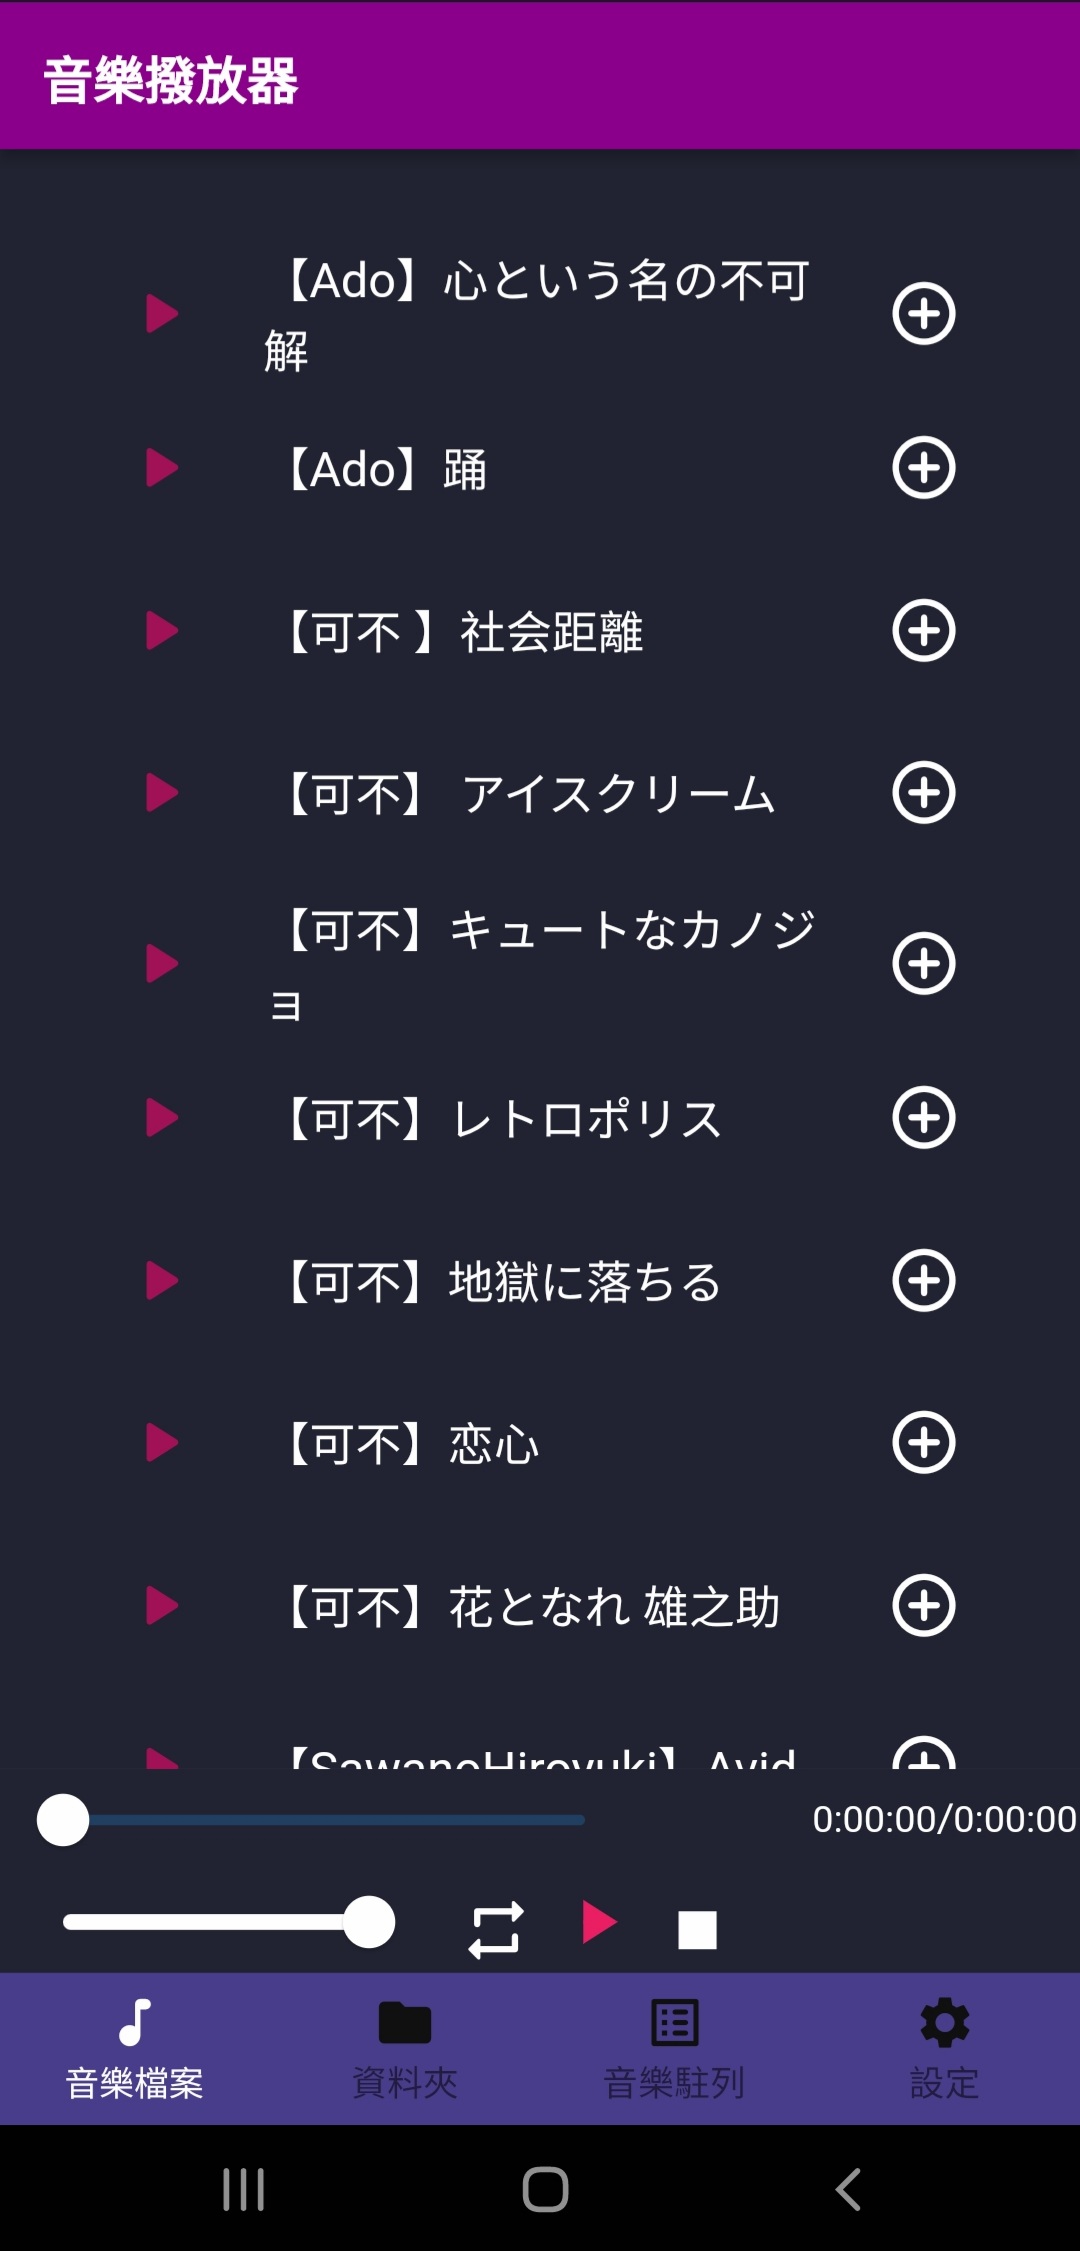 音樂撥放器
【Ado】心という名の不可
解
【Ado】踊
【可不 】社会距離
【可不】 アイスクリーム
【可不】キュートなカノジ
ョ
【可不】レトロポリス
【可不】地獄に落ちる
【可不】恋心
【可不】花となれ 雄之助
【SawanoHiroyuki】Avid
0:00:00/0:00:00
音樂檔案
資料夾
音樂駐列
設定